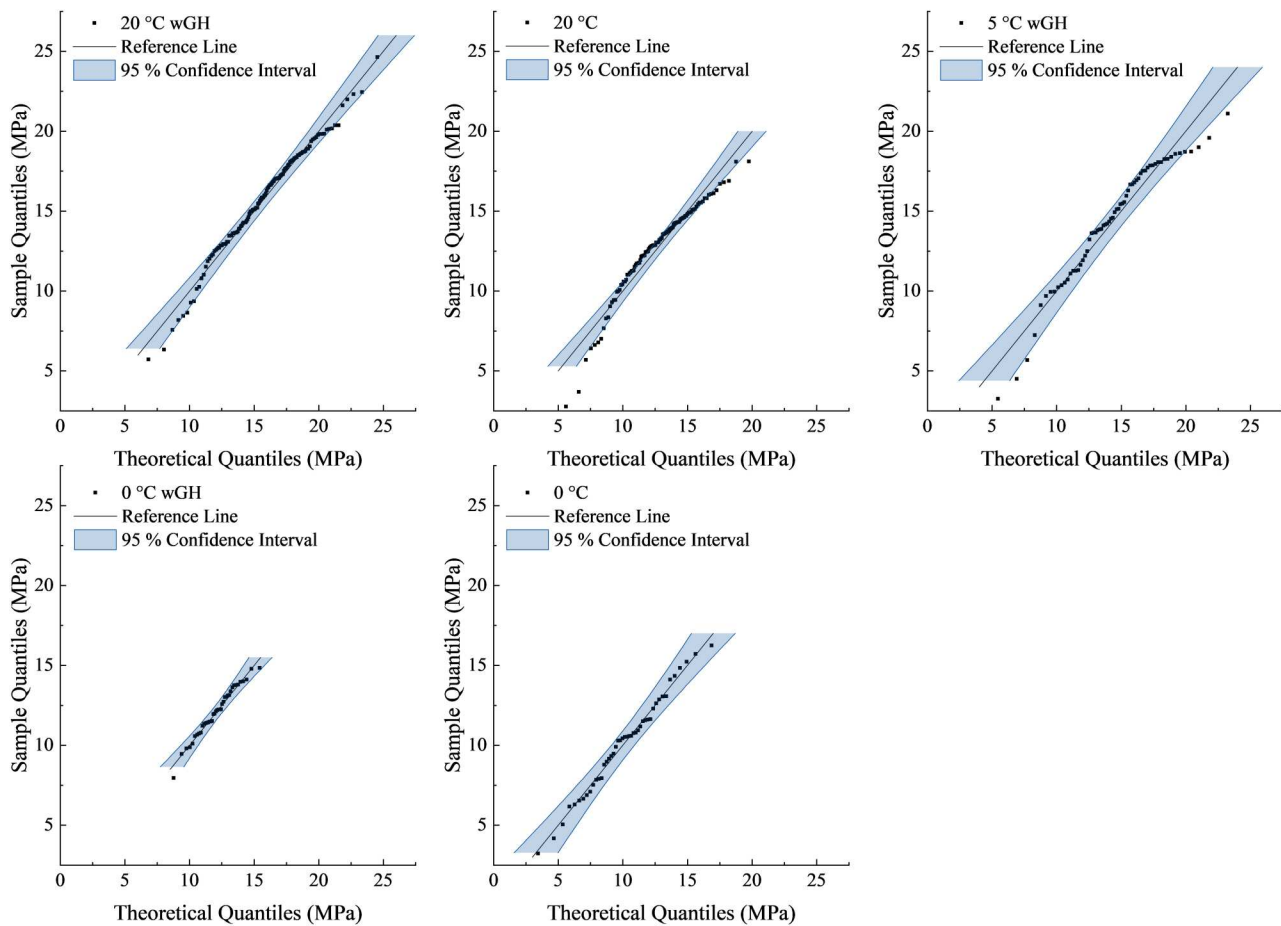 20 °C wGH
Reference Line
95 % Confidence Interval
25
20
15
10
5
Sample Quantiles (MPa)
0 5 10 15 20 25
Theoretical Quantiles (MPa)
20 °C
Reference Line
95 % Confidence Interval
25
20
15
10
5
Sample Quantiles (MPa)
0 5 10 15 20 25
Theoretical Quantiles (MPa)
5 °C wGH
Reference Line
95 % Confidence Interval
25
20
15
10
5
Sample Quantiles (MPa)
0 5 10 15 20 25
Theoretical Quantiles (MPa)
0 °C wGH
Reference Line
95 % Confidence Interval
25
20
15
10
5
Sample Quantiles (MPa)
0 5 10 15 20 25
Theoretical Quantiles (MPa)
0 °C
Reference Line
95 % Confidence Interval
25
20
15
10
5
Sample Quantiles (MPa)
0 5 10 15 20 25
Theoretical Quantiles (MPa)